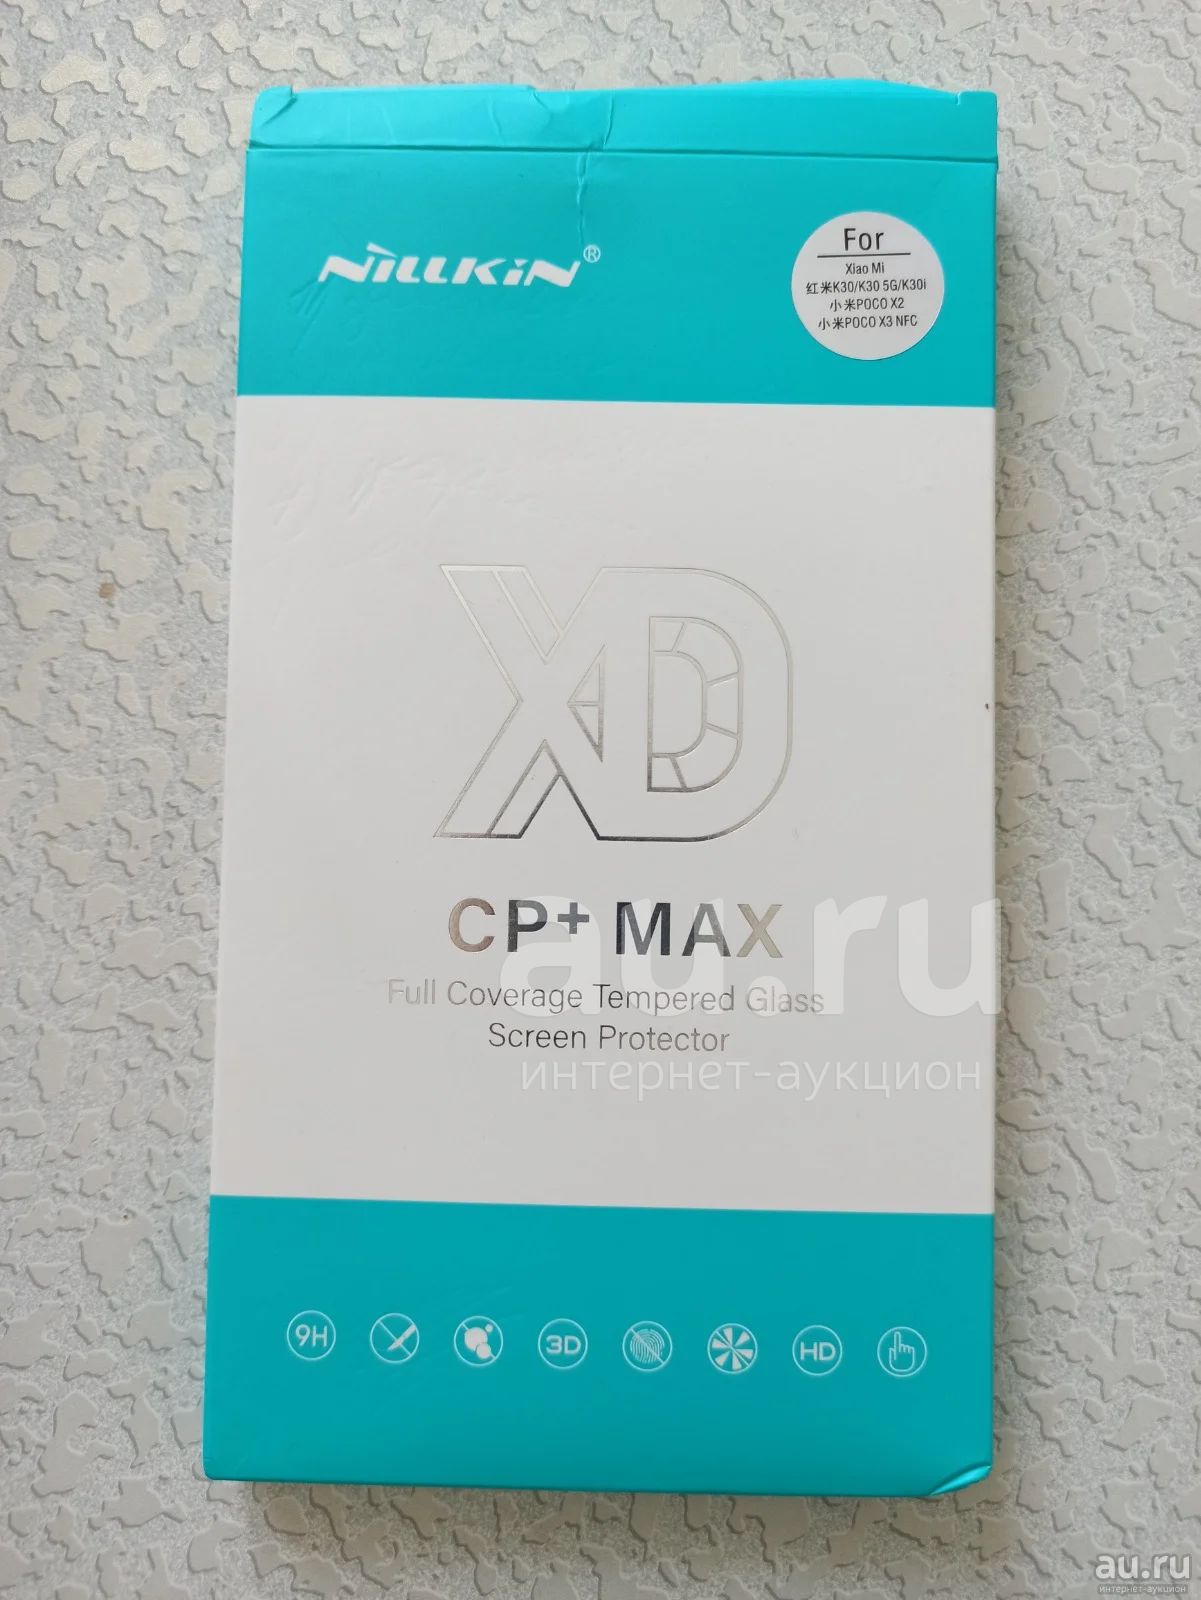 NILLKIN®
For
Xiao Mi
红米K30/K30 5G/K30i
小米POCO X2
小米POCO X3 NFC
XD
CP+ MAX
Full Coverage Tempered Glass
Screen Protector
au.ru
интернет-аукцион
9H
3D
HD
au.ru
интернет-аукцион